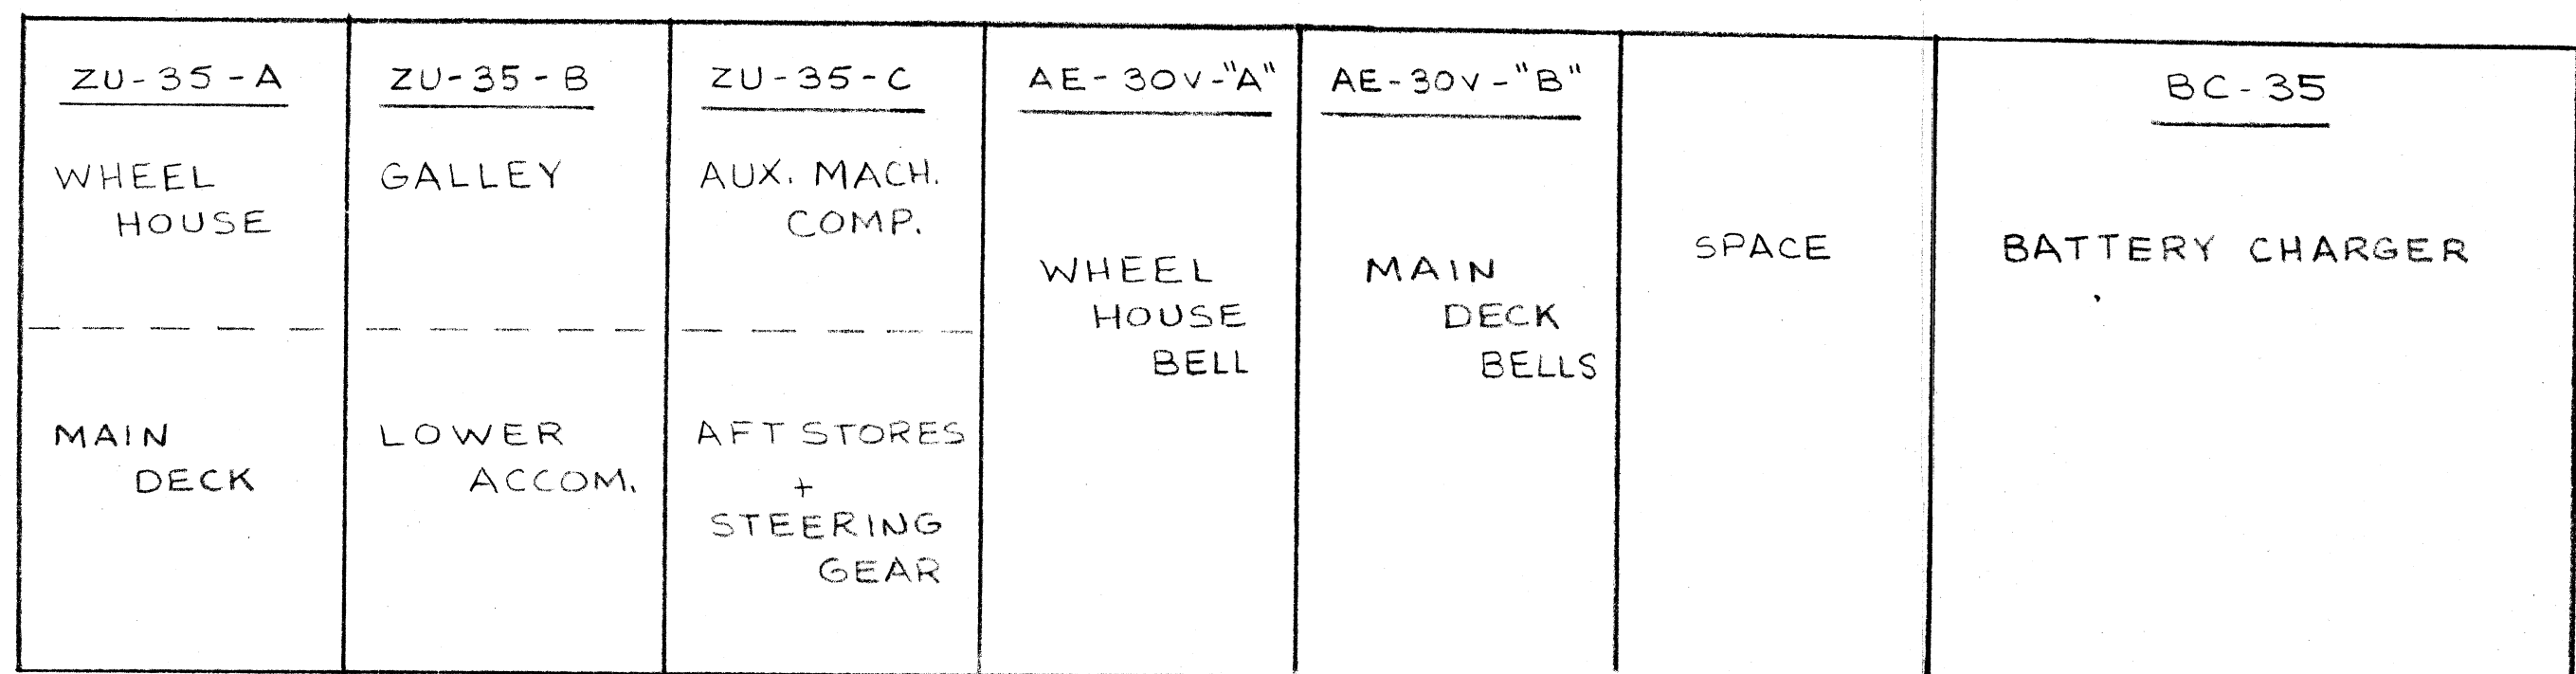 ZU-35-A
WHEEL
HOUSE
MAIN
DECK
ZU-35-B
GALLEY
LOWER
ACCOM.
ZU-35-C
AUX. MACH.
COMP.
AFT STORES
+
STEERING
GEAR
AE-30V-"A"
WHEEL
HOUSE
BELL
AE-30V-"B"
MAIN
DECK
BELLS
SPACE
BC-35
BATTERY CHARGER